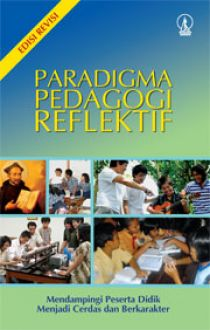 EDISI REVISI
PARADIGMA
PEDAGOGI
REFLEKTIF
Mendampingi Peserta Didik
Menjadi Cerdas dan Berkarakter